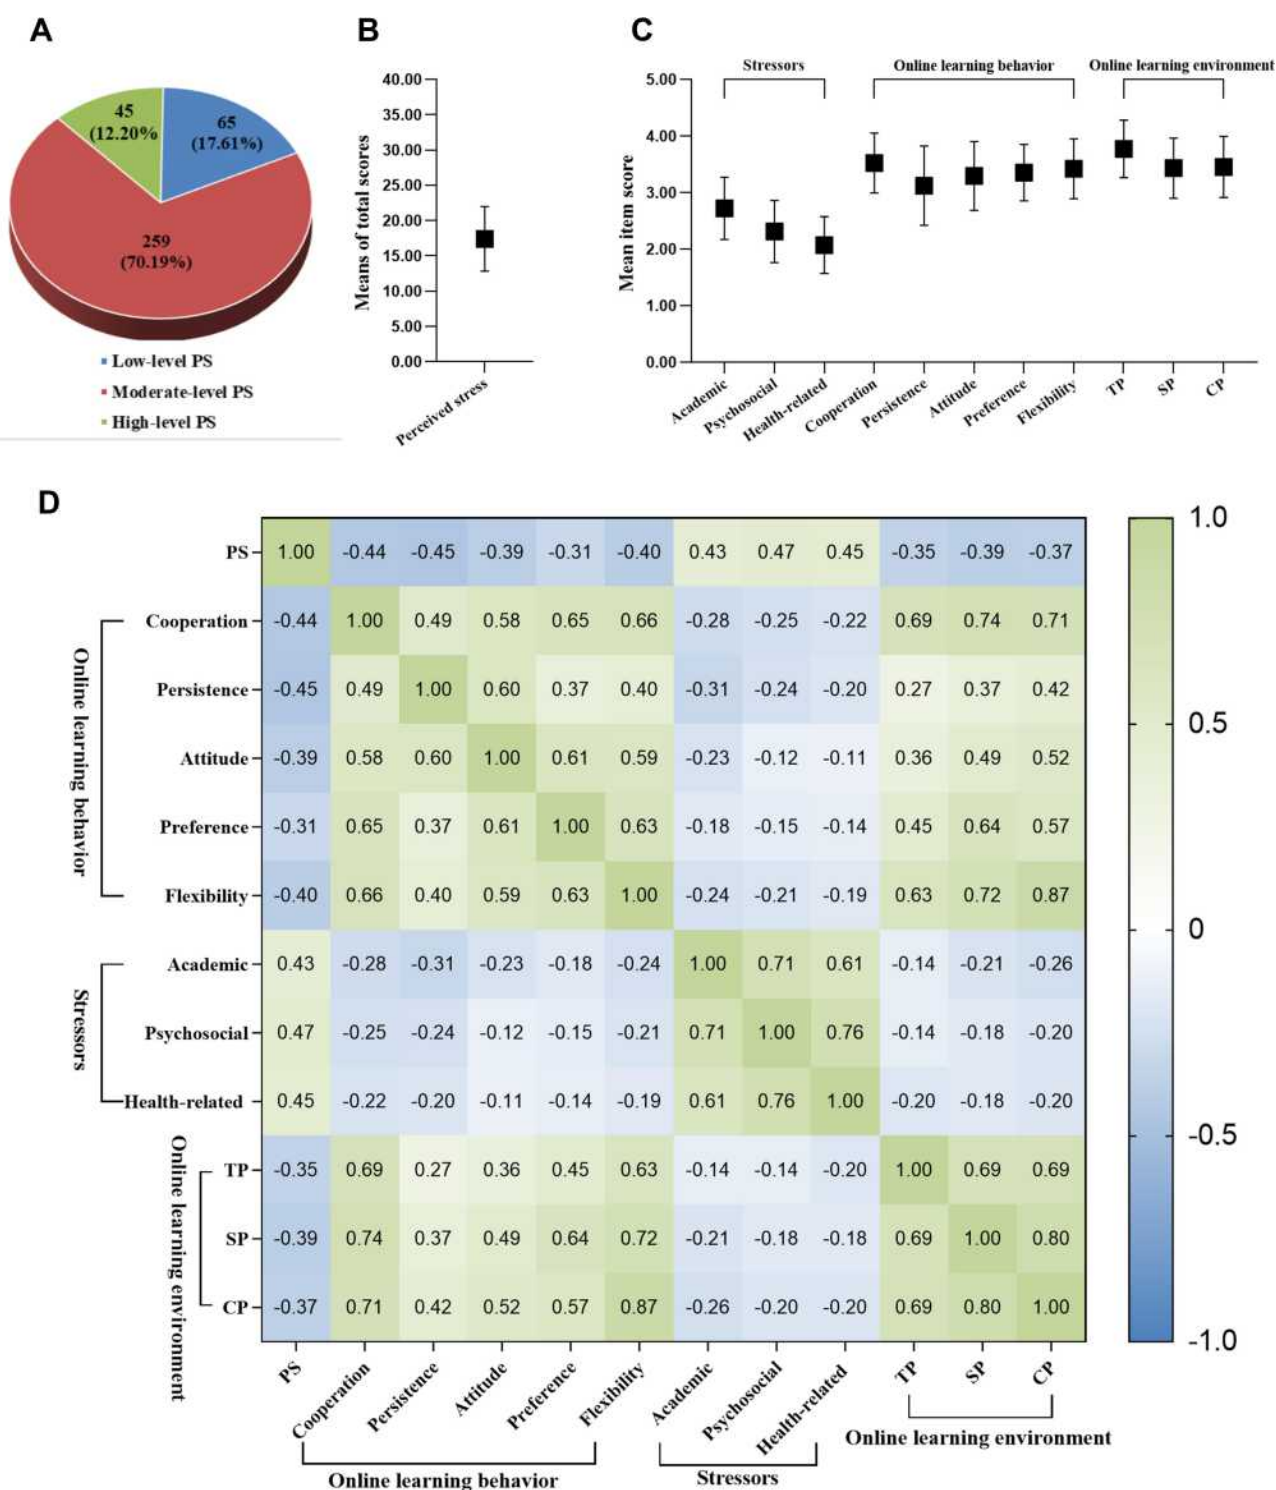 A
45
(12.20%
65
(17.61%)
259
(70.19%)
Low-level PS
Moderate-level PS
High-level PS
B
Means of total scores
40.00
35.00
30.00
25.00
20.00
15.00
10.00
5.00
0.00
Perceived stress
C
Stressors
Online learning behavior
Online learning environment
Mean item score
5.00
4.00
3.00
2.00
1.00
0.00
Academic
Psychosocial
Health-related
Cooperation
Persistence
Attitude
Preference
Flexibility
TP
SP
CP
D
PS 1.00 -0.44 -0.45 -0.39 -0.31 -0.40 0.43 0.47 0.45 -0.35 -0.39 -0.37
Online learning behavior
Cooperation -0.44 1.00 0.49 0.58 0.65 0.66 -0.28 -0.25 -0.22 0.69 0.74 0.71
Persistence -0.45 0.49 1.00 0.60 0.37 0.40 -0.31 -0.24 -0.20 0.27 0.37 0.42
Attitude -0.39 0.58 0.60 1.00 0.61 0.59 -0.23 -0.12 -0.11 0.36 0.49 0.52
Preference -0.31 0.65 0.37 0.61 1.00 0.63 -0.18 -0.15 -0.14 0.45 0.64 0.57
Flexibility -0.40 0.66 0.40 0.59 0.63 1.00 -0.24 -0.21 -0.19 0.63 0.72 0.87
Stressors
Academic 0.43 -0.28 -0.31 -0.23 -0.18 -0.24 1.00 0.71 0.61 -0.14 -0.21 -0.26
Psychosocial 0.47 -0.25 -0.24 -0.12 -0.15 -0.21 0.71 1.00 0.76 -0.14 -0.18 -0.20
Health-related 0.45 -0.22 -0.20 -0.11 -0.14 -0.19 0.61 0.76 1.00 -0.20 -0.18 -0.20
Online learning environment
TP -0.35 0.69 0.27 0.36 0.45 0.63 -0.14 -0.14 -0.20 1.00 0.69 0.69
SP -0.39 0.74 0.37 0.49 0.64 0.72 -0.21 -0.18 -0.18 0.69 1.00 0.80
CP -0.37 0.71 0.42 0.52 0.57 0.87 -0.26 -0.20 -0.20 0.69 0.80 1.00
PS
Cooperation
Persistence
Attitude
Preference
Flexibility
Academic
Psychosocial
Health-related
TP
SP
CP
Online learning behavior
Stressors
Online learning environment
1.0
0.5
0
-0.5
-1.0